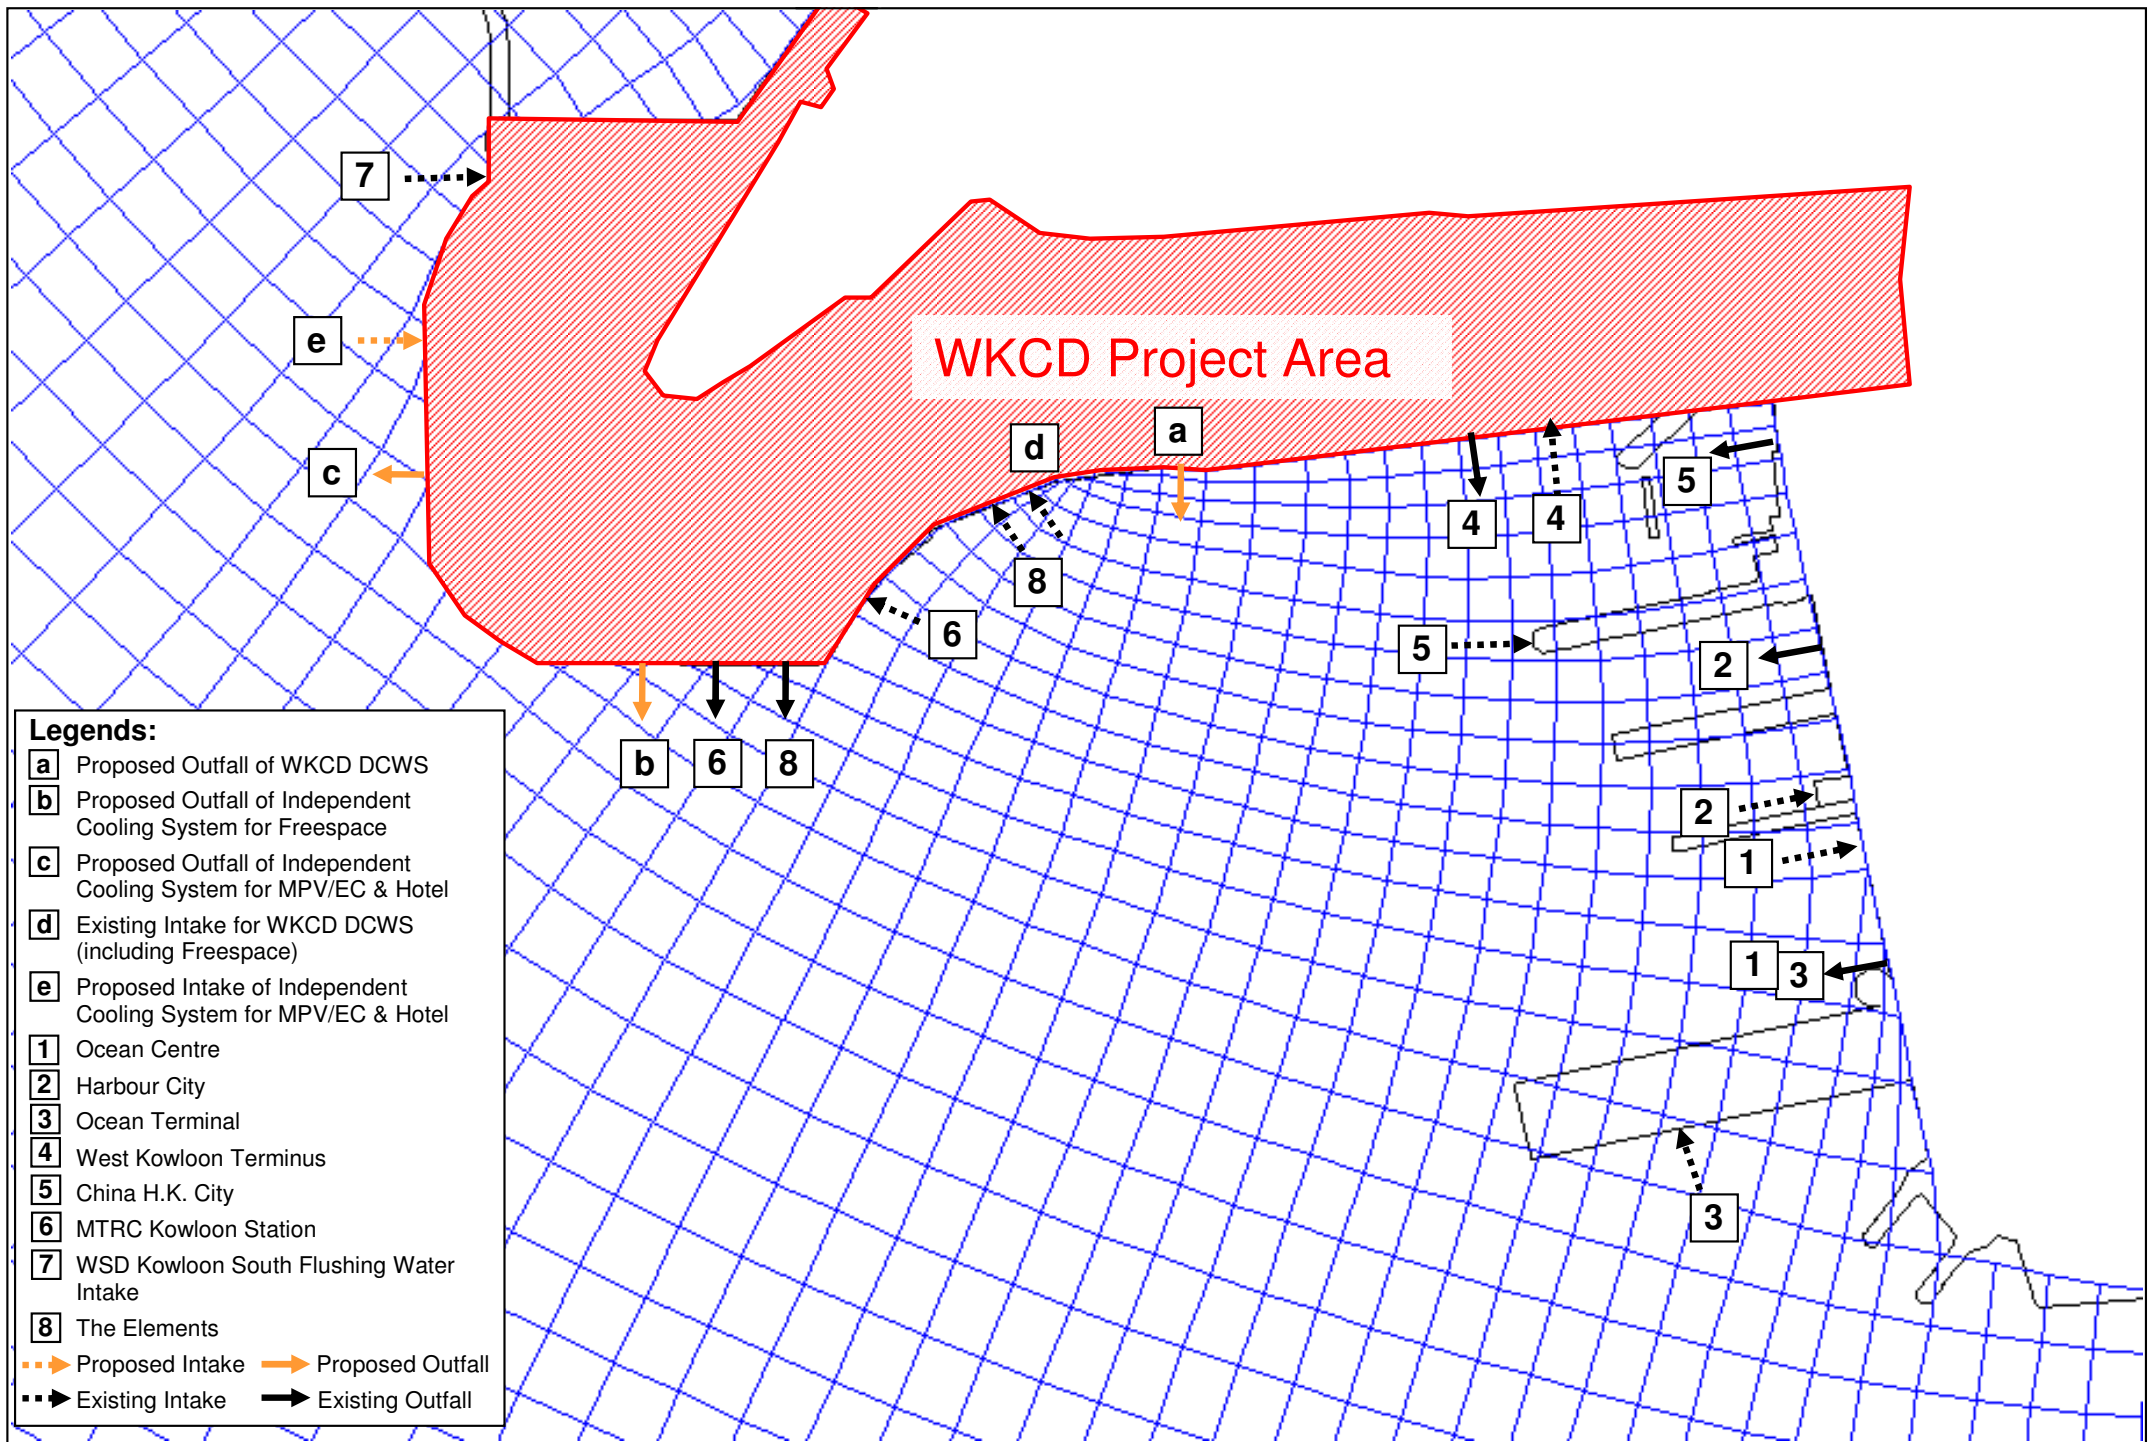 7
e
WKCD Project Area
a
d
c
5
4
4
8
6
5
2
b
6
8
2
1
1
3
3
Legends:
a Proposed Outfall of WKCD DCWS
b Proposed Outfall of Independent
Cooling System for Freespace
c Proposed Outfall of Independent
Cooling System for MPV/EC & Hotel
d Existing Intake for WKCD DCWS
(including Freespace)
e Proposed Intake of Independent
Cooling System for MPV/EC & Hotel
1 Ocean Centre
2 Harbour City
3 Ocean Terminal
4 West Kowloon Terminus
5 China H.K. City
6 MTRC Kowloon Station
7 WSD Kowloon South Flushing Water
Intake
8 The Elements
Proposed Intake Proposed Outfall
Existing Intake Existing Outfall